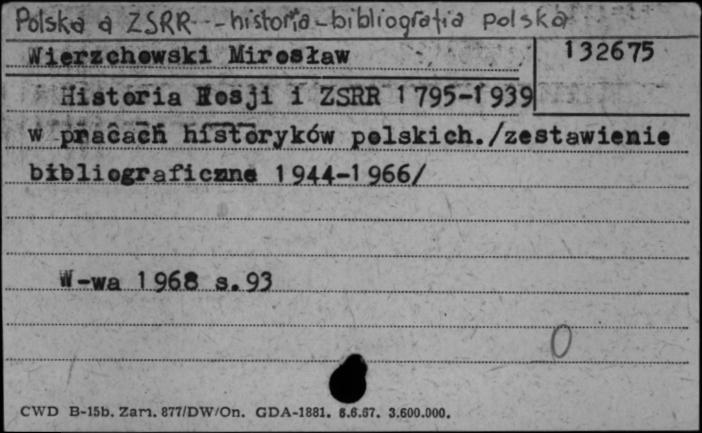 Polska a ZSRR - historia - bibliografia polska
Wierzchowski Mirosław
132675
Historia Rosji i ZSRR 1795-1939
w pracach historyków polskich./zestawienie
bibliograficzne 1944-1966/
W-wa 1968 s.93
0
CWD B-15b. Zam. 877/DW/On. GDA-1881. 8.6.67. 3.600.000.